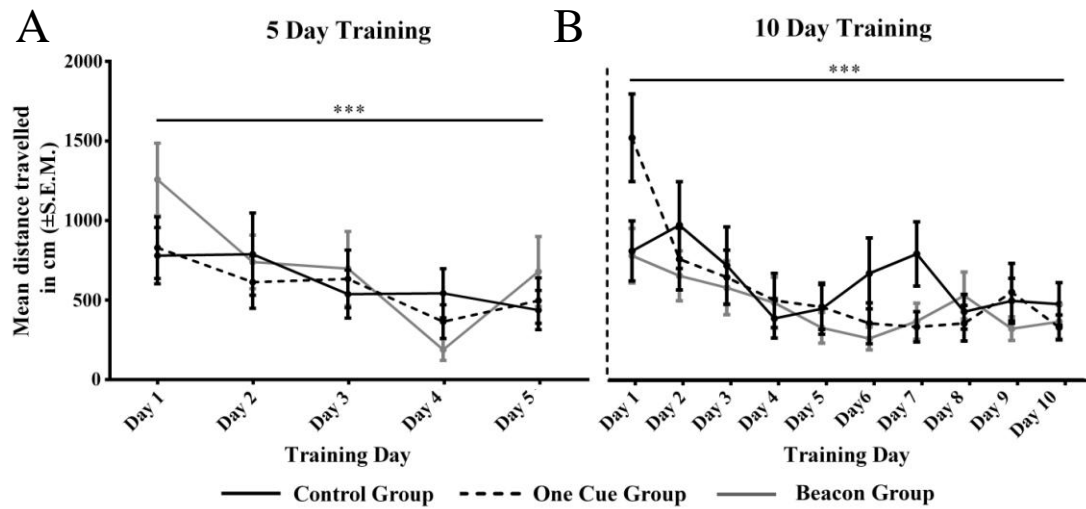 A
5 Day Training
B
10 Day Training
Mean distance travelled
in cm (±S.E.M.)
2000
1500
1000
500
0
***
***
Day 1
Day 2
Day 3
Day 4
Day 5
Day 1
Day 2
Day 3
Day 4
Day 5
Day6
Day 7
Day 8
Day 9
Day 10
Training Day
Training Day
Control Group
One Cue Group
Beacon Group